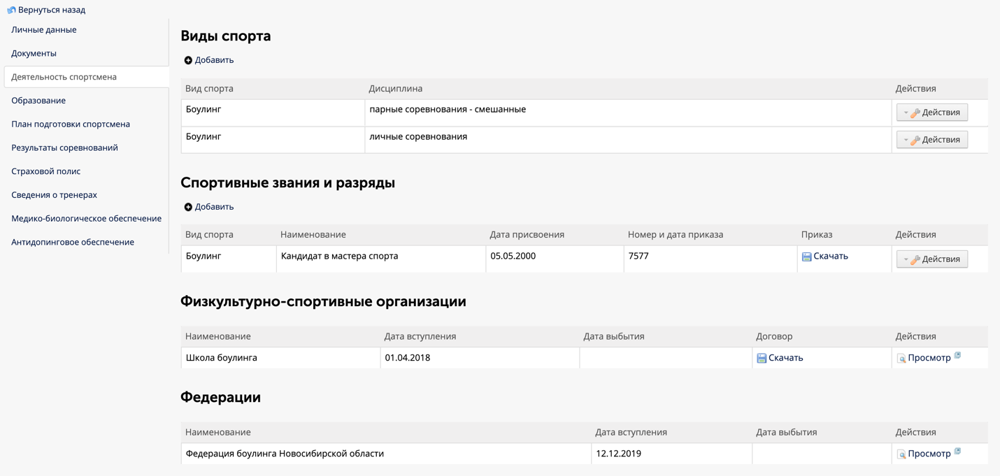 Вернуться назад
Личные данные
Документы
Деятельность спортсмена
Образование
План подготовки спортсмена
Результаты соревнований
Страховой полис
Сведения о тренерах
Медико-биологическое обеспечение
Антидопинговое обеспечение
Виды спорта
Добавить
Вид спорта Дисциплина Действия
Боулинг парные соревнования - смешанные Действия
Боулинг личные соревнования Действия
Спортивные звания и разряды
Добавить
Вид спорта Наименование Дата присвоения Номер и дата приказа Приказ Действия
Боулинг Кандидат в мастера спорта 05.05.2000 7577 Скачать Действия
Физкультурно-спортивные организации
Наименование Дата вступления Дата выбытия Договор Действия
Школа боулинга 01.04.2018 Скачать Просмотр
Федерации
Наименование Дата вступления Дата выбытия Действия
Федерация боулинга Новосибирской области 12.12.2019 Просмотр